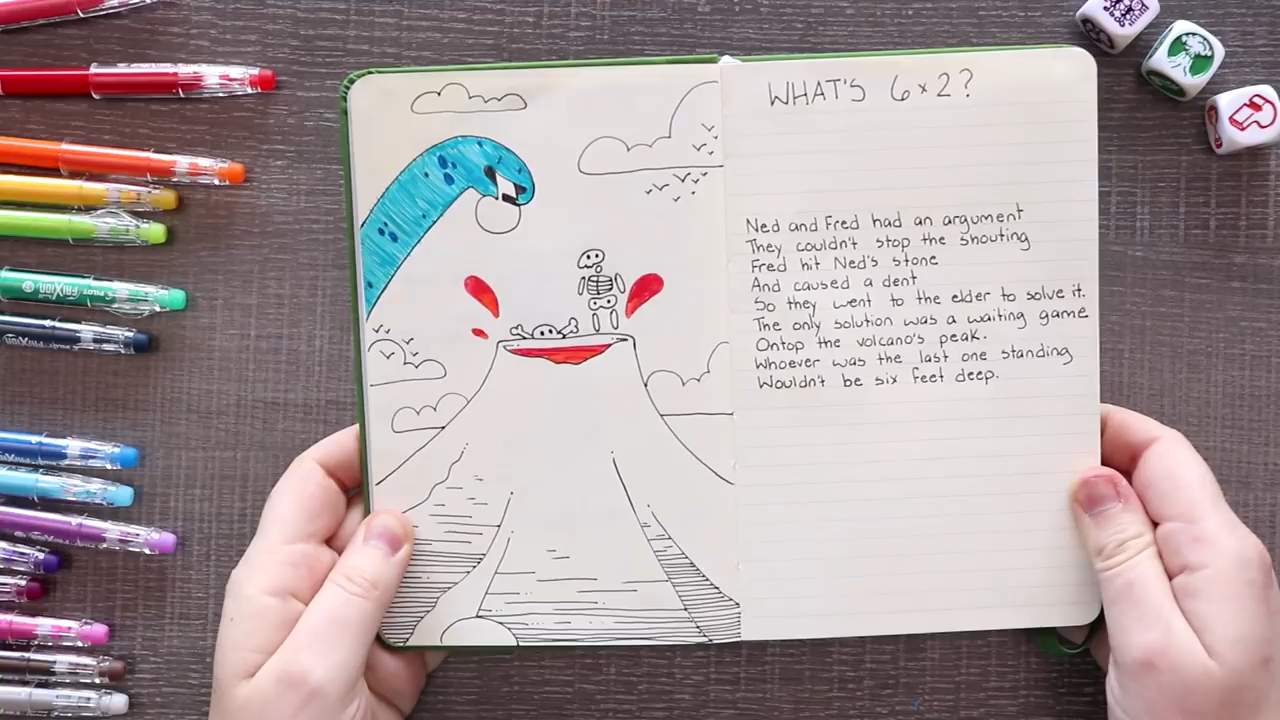 WHAT'S 6×2?
Ned and Fred had an argument
They couldn't stop the shouting
Fred hit Ned's stone
And caused a dent
So they went to the elder to solve it.
The only solution was a waiting game
Ontop the volcano's peak.
Whoever was the last one standing
Wouldn't be six feet deep.
PILOT FRIXION